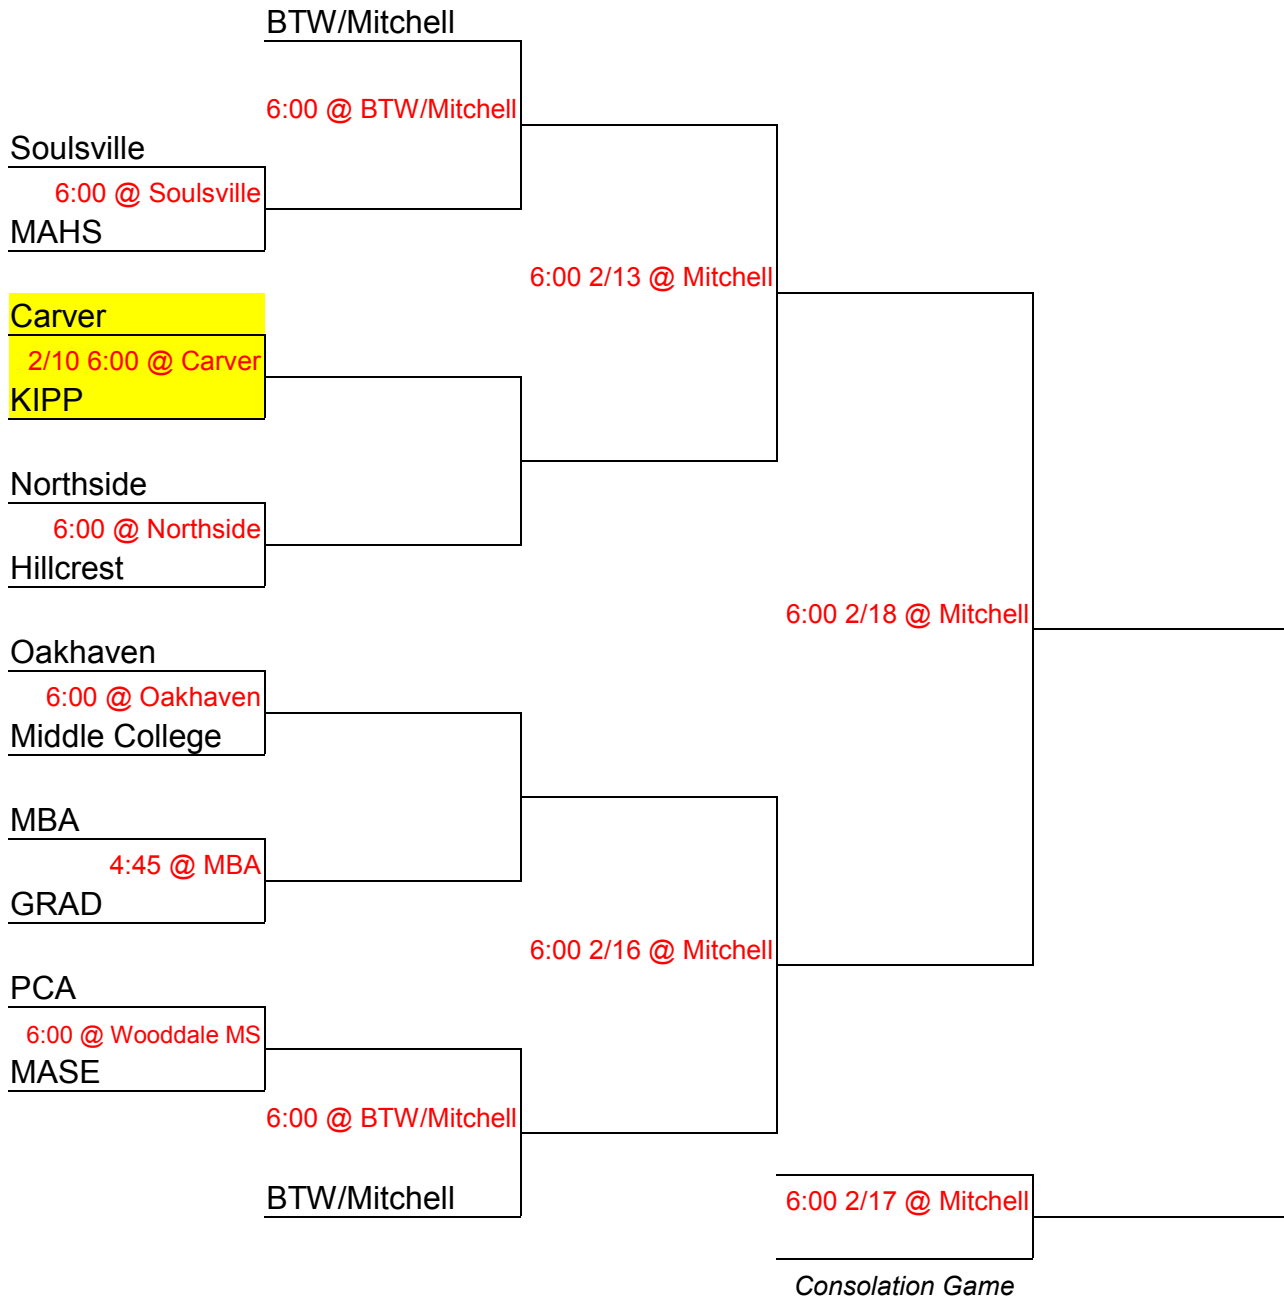 BTW/Mitchell
6:00 @ BTW/Mitchell
Soulsville
6:00 @ Soulsville
MAHS
6:00 2/13 @ Mitchell
Carver
2/10 6:00 @ Carver
KIPP
Northside
6:00 @ Northside
Hillcrest
6:00 2/18 @ Mitchell
Oakhaven
6:00 @ Oakhaven
Middle College
MBA
4:45 @ MBA
GRAD
6:00 2/16 @ Mitchell
PCA
6:00 @ Wooddale MS
MASE
6:00 @ BTW/Mitchell
BTW/Mitchell
6:00 2/17 @ Mitchell
Consolation Game